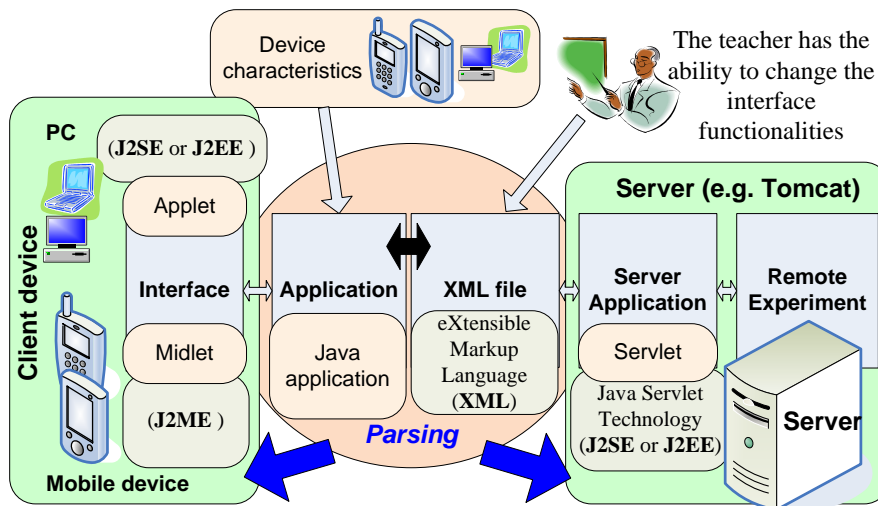 Device
characteristics
The teacher has the
ability to change the
interface
functionalities
PC
(J2SE or J2EE )
Applet
Client device
Interface
Midlet
(J2ME )
Mobile device
Application
Java
application
XML file
eXtensible
Markup
Language
(XML)
Parsing
Server (e.g. Tomcat)
Server
Application
Servlet
Java Servlet
Technology
(J2SE or J2EE)
Remote
Experiment
Server